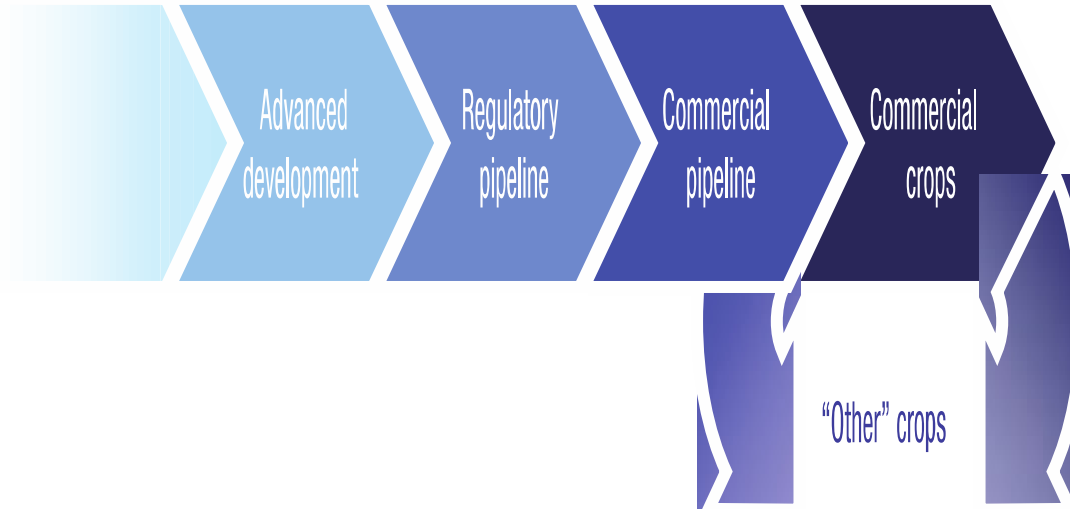 Advanced
development
Regulatory
pipeline
Commercial
pipeline
Commercial
crops
“Other” crops